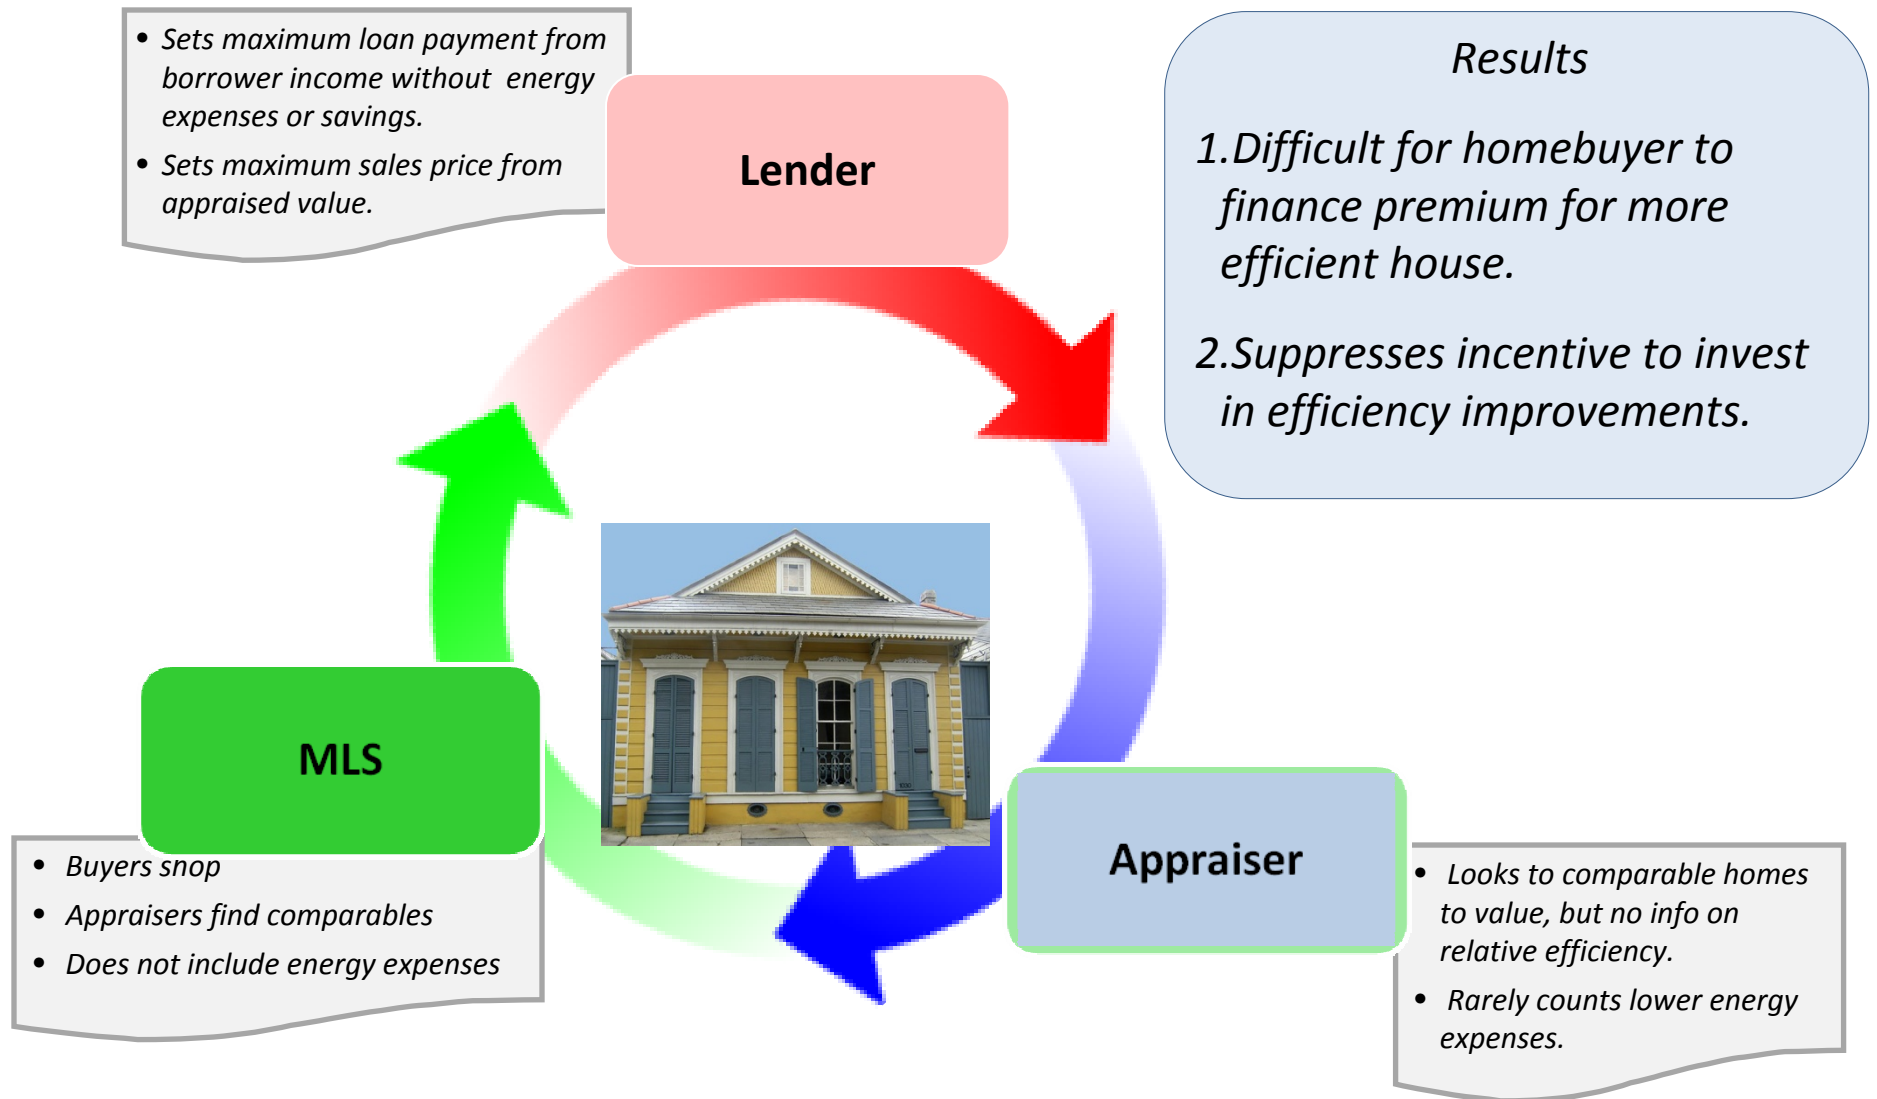 • Sets maximum loan payment from
borrower income without energy
expenses or savings.
• Sets maximum sales price from
appraised value.
Lender
Results
1.Difficult for homebuyer to
finance premium for more
efficient house.
2.Suppresses incentive to invest
in efficiency improvements.
MLS
• Buyers shop
• Appraisers find comparables
• Does not include energy expenses
Appraiser
• Looks to comparable homes
to value, but no info on
relative efficiency.
• Rarely counts lower energy
expenses.